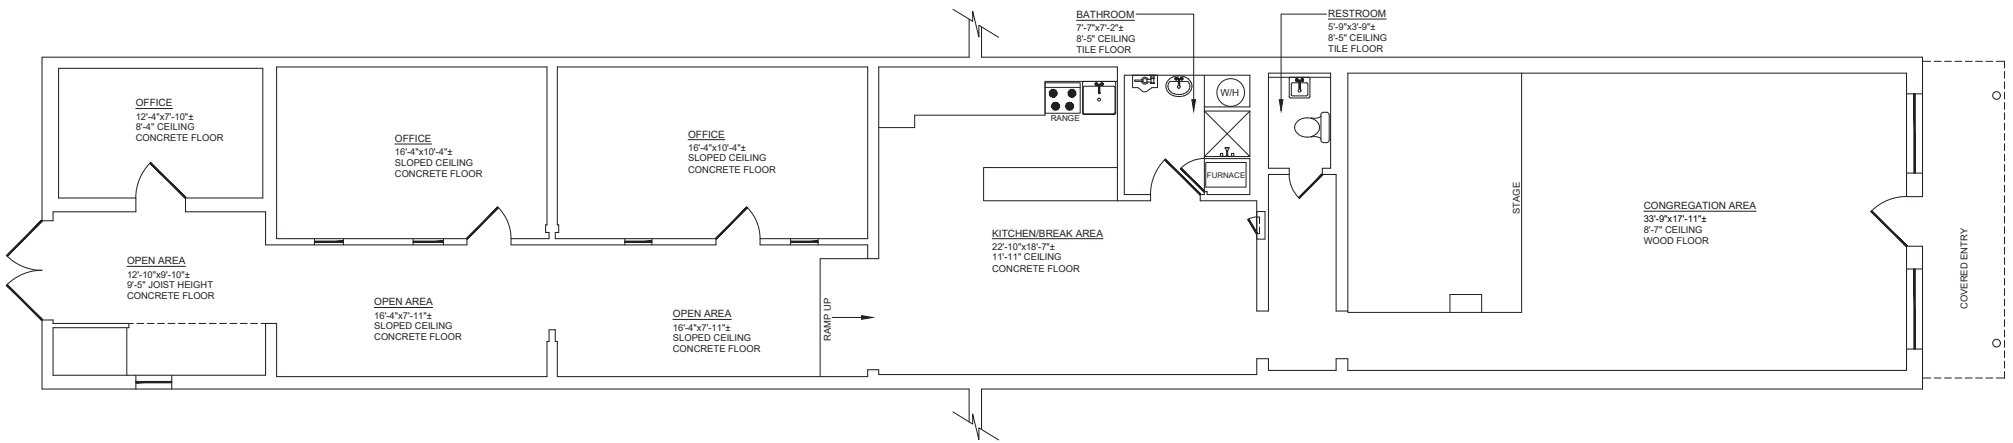 BATHROOM
7'-7"x7'-2"±
8'-5" CEILING
TILE FLOOR
RESTROOM
5'-9"x3'-9"±
8'-5" CEILING
TILE FLOOR
OFFICE
12'-4"x7'-10"±
8'-4" CEILING
CONCRETE FLOOR
OFFICE
16'-4"x10'-4"±
SLOPED CEILING
CONCRETE FLOOR
OFFICE
16'-4"x10'-4"±
SLOPED CEILING
CONCRETE FLOOR
RANGE
W/H
FURNACE
KITCHEN/BREAK AREA
22'-10"x18'-7"±
11'-11" CEILING
CONCRETE FLOOR
STAGE
CONGREGATION AREA
33'-9"x17'-11"±
8'-7" CEILING
WOOD FLOOR
COVERED ENTRY
OPEN AREA
12'-10"x9'-10"±
9'-5" JOIST HEIGHT
CONCRETE FLOOR
OPEN AREA
16'-4"x7'-11"±
SLOPED CEILING
CONCRETE FLOOR
OPEN AREA
16'-4"x7'-11"±
SLOPED CEILING
CONCRETE FLOOR
RAMP UP